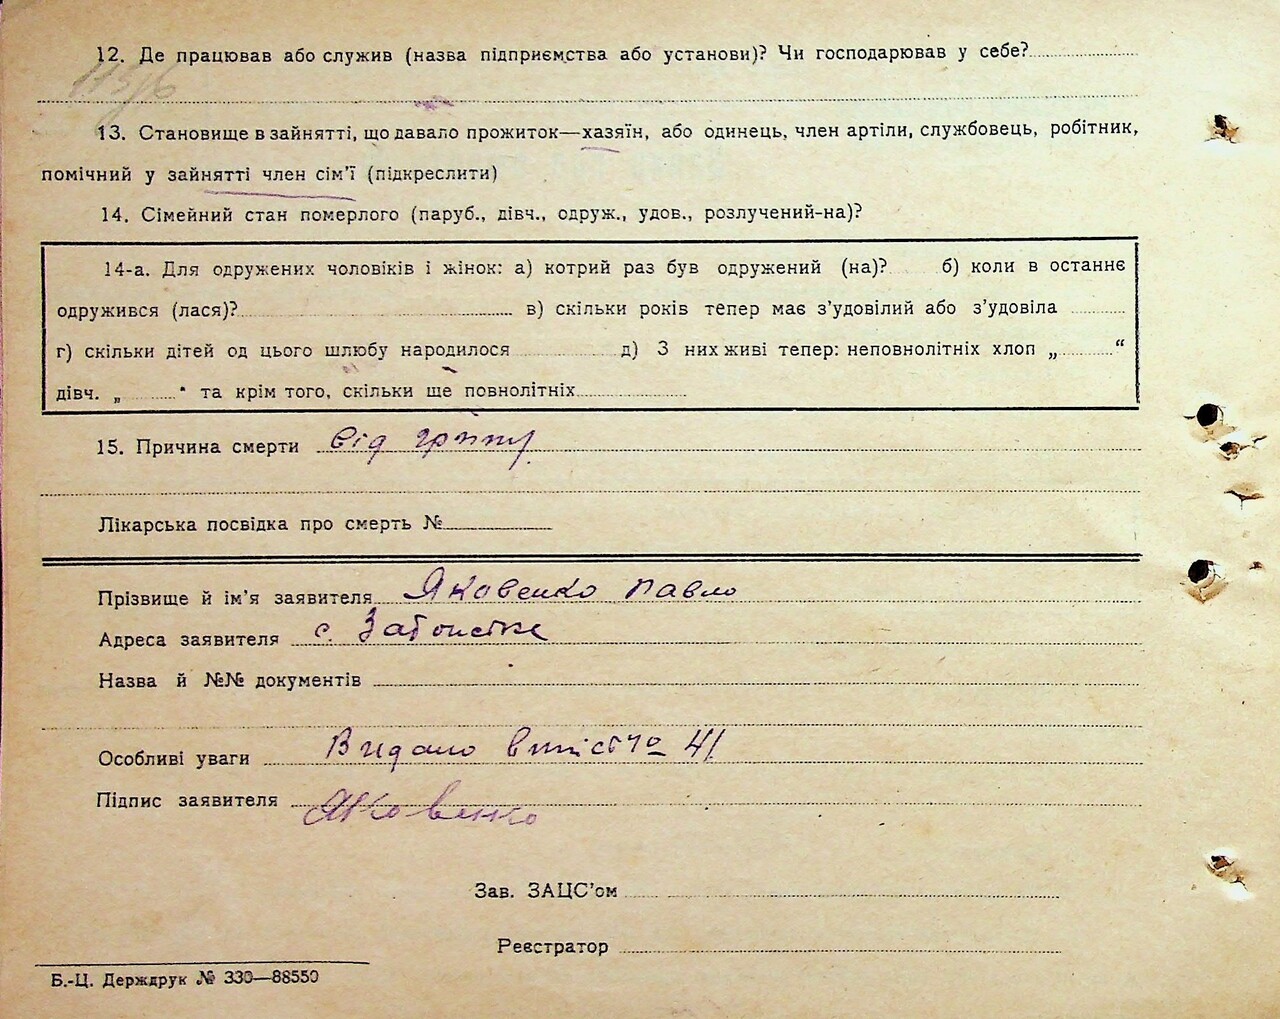 12. Де працював або служив (назва підприємства або установи)? Чи господарював у себе?
13. Становище в зайнятті, що давало прожиток—хазяїн, або одинець, член артілі, службовець, робітник,
помічний у зайнятті член сім'ї (підкреслити)
14. Сімейний стан померлого (паруб., дівч., одруж., удов., розлучений-на)?
14-а. Для одружених чоловіків і жінок: а) котрий раз був одружений (на)? б) коли в останнє
одружився (лася)? в) скільки років тепер має з'удовілий або з'удовіла
г) скільки дітей од цього шлюбу народилося д) З них живі тепер: неповнолітніх хлоп „ “
дівч. „ “ та крім того, скільки ще повнолітніх
15. Причина смерти від грипу
Лікарська посвідка про смерть №
Прізвище й ім'я заявителя Яковенко Павло
Адреса заявителя с.
Назва й №№ документів
Особливі уваги Видано 41
Підпис заявителя Яковенко
Зав. ЗАЦС'ом
Реєстратор
Б.-Ц. Держдрук № 330—88550